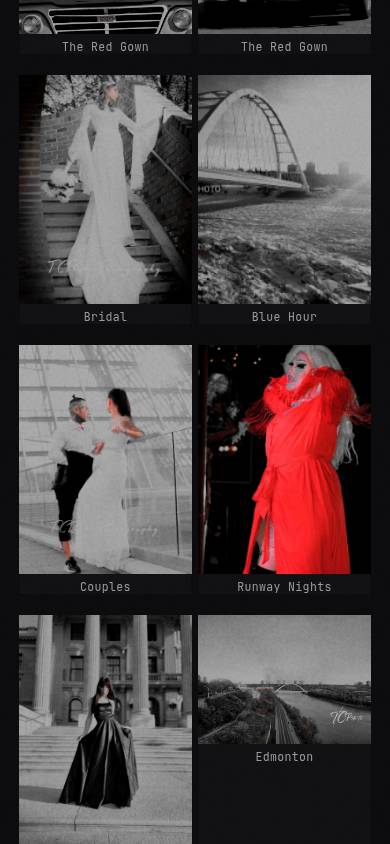 The Red Gown
The Red Gown
Bridal
Blue Hour
Couples
Runway Nights
Edmonton